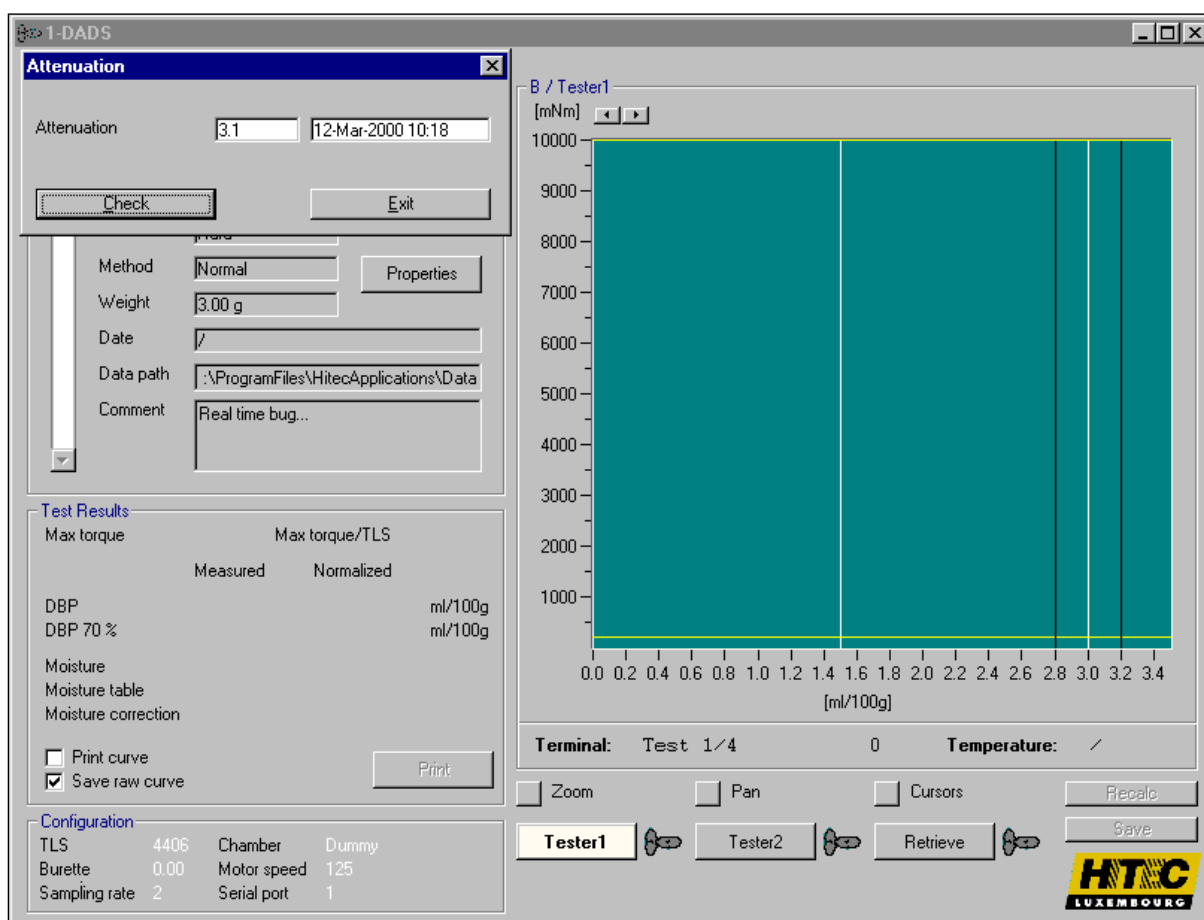 1-DADS
Attenuation
Attenuation 3.1 12-Mar-2000 10:18
Check Exit
Method Normal Properties
Weight 3.00 g
Date /
Data path :\ProgramFiles\HitecApplications\Data
Comment Real time bug...
Test Results
Max torque Max torque/TLS
Measured Normalized
DBP ml/100g
DBP 70 % ml/100g
Moisture
Moisture table
Moisture correction
Print curve
Save raw curve
Print
Configuration
TLS 4406 Chamber Dummy
Burette 0.00 Motor speed 125
Sampling rate 2 Serial port 1
B / Tester1
[mNm]
10000
9000
8000
7000
6000
5000
4000
3000
2000
1000
0.0 0.2 0.4 0.6 0.8 1.0 1.2 1.4 1.6 1.8 2.0 2.2 2.4 2.6 2.8 3.0 3.2 3.4
[ml/100g]
Terminal: Test 1/4 0 Temperature: /
Zoom Pan Cursors Recalc
Tester1 Tester2 Retrieve Save
HITEC
LUXEMBOURG